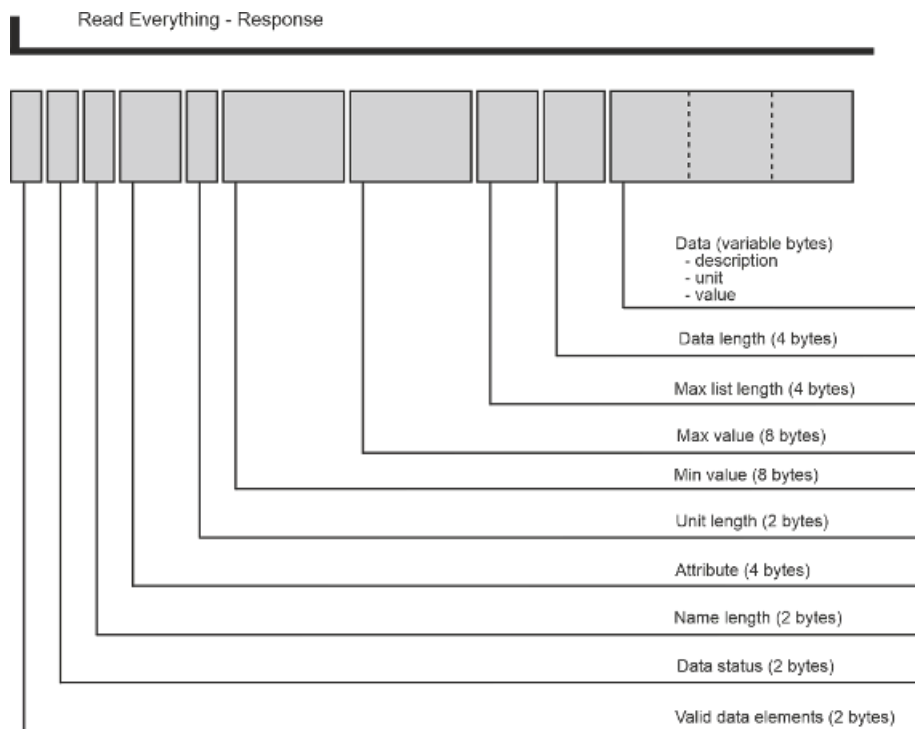 Read Everything - Response
Data (variable bytes)
- description
- unit
- value
Data length (4 bytes)
Max list length (4 bytes)
Max value (8 bytes)
Min value (8 bytes)
Unit length (2 bytes)
Attribute (4 bytes)
Name length (2 bytes)
Data status (2 bytes)
Valid data elements (2 bytes)